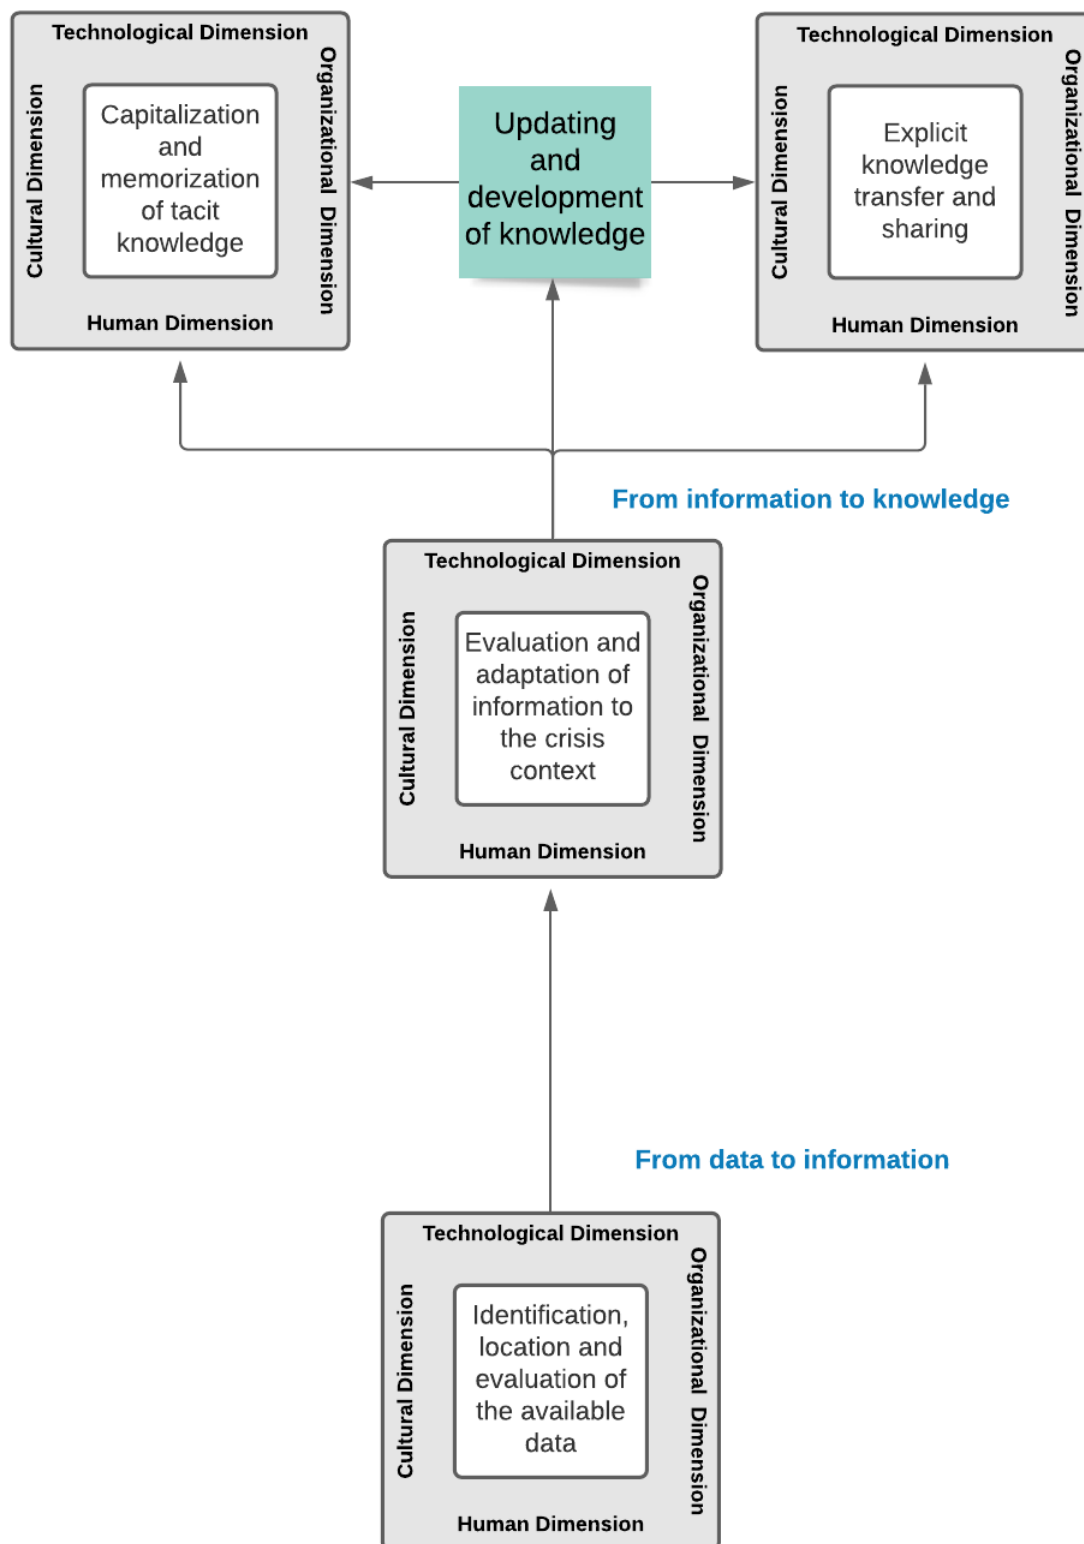 Technological Dimension
Cultural Dimension
Capitalization
and
memorization
of tacit
knowledge
Organizational Dimension
Human Dimension
Updating
and
development
of knowledge
Technological Dimension
Cultural Dimension
Explicit
knowledge
transfer and
sharing
Organizational Dimension
Human Dimension
From information to knowledge
Technological Dimension
Cultural Dimension
Evaluation and
adaptation of
information to
the crisis
context
Organizational Dimension
Human Dimension
From data to information
Technological Dimension
Cultural Dimension
Identification,
location and
evaluation of
the available
data
Organizational Dimension
Human Dimension